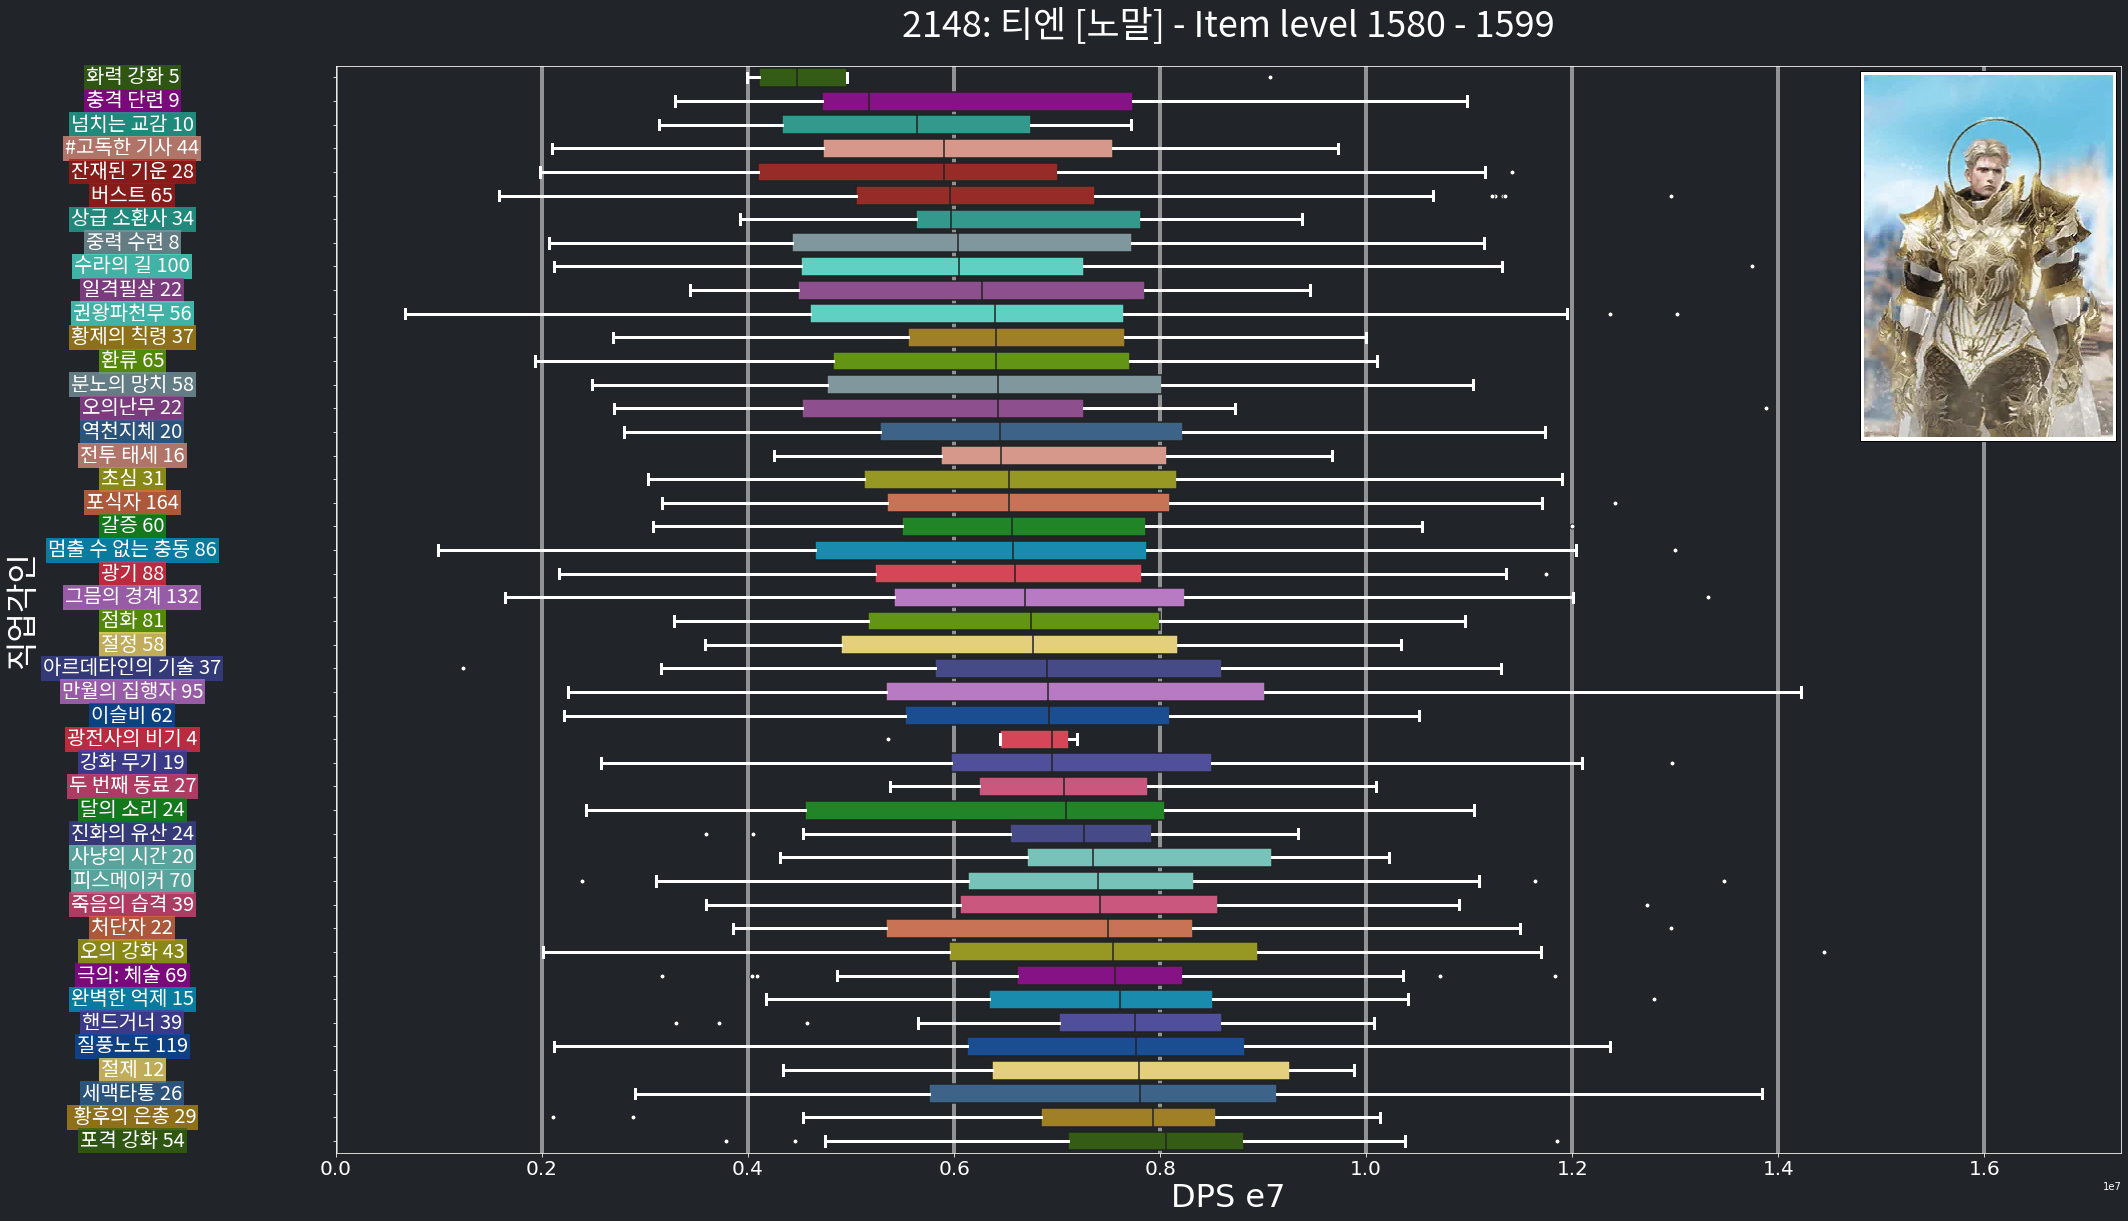 2148: 티엔 [노말] - Item level 1580 - 1599
화력 강화 5
충격 단련 9
넘치는 교감 10
#고독한 기사 44
잔재된 기운 28
버스트 65
상급 소환사 34
중력 수련 8
수라의 길 100
일격필살 22
권왕파천무 56
황제의 칙령 37
환류 65
분노의 망치 58
오의난무 22
역천지체 20
전투 태세 16
초심 31
포식자 164
갈증 60
멈출 수 없는 충동 86
광기 88
그믐의 경계 132
점화 81
절정 58
아르데타인의 기술 37
만월의 집행자 95
이슬비 62
광전사의 비기 4
강화 무기 19
두 번째 동료 27
달의 소리 24
진화의 유산 24
사냥의 시간 20
피스메이커 70
죽음의 습격 39
처단자 22
오의 강화 43
극의: 체술 69
완벽한 억제 15
핸드거너 39
질풍노도 119
절제 12
세맥타통 26
황후의 은총 29
포격 강화 54
직업각인
0.0 0.2 0.4 0.6 0.8 1.0 1.2 1.4 1.6
1e7
DPS e7